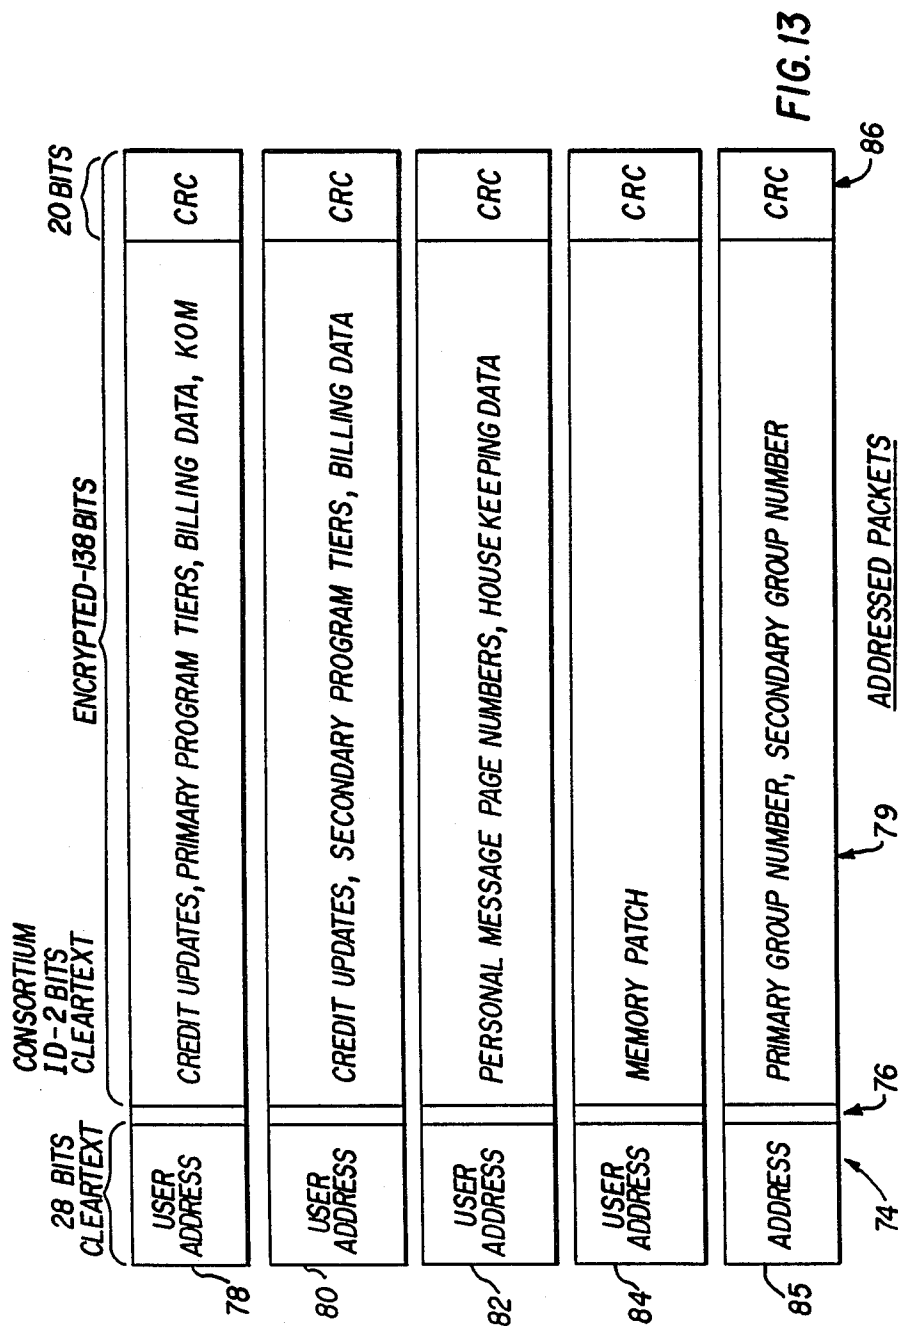 28 BITS
CLEARTEXT
CONSORTIUM
ID-2 BITS
CLEARTEXT
ENCRYPTED-138 BITS
20 BITS
78
USER
ADDRESS
CREDIT UPDATES, PRIMARY PROGRAM TIERS, BILLING DATA, KOM
CRC
80
USER
ADDRESS
CREDIT UPDATES, SECONDARY PROGRAM TIERS, BILLING DATA
CRC
82
USER
ADDRESS
PERSONAL MESSAGE PAGE NUMBERS, HOUSEKEEPING DATA
CRC
84
USER
ADDRESS
MEMORY PATCH
CRC
85
ADDRESS
PRIMARY GROUP NUMBER, SECONDARY GROUP NUMBER
CRC
74
76
79
86
ADDRESSED PACKETS
FIG. 13